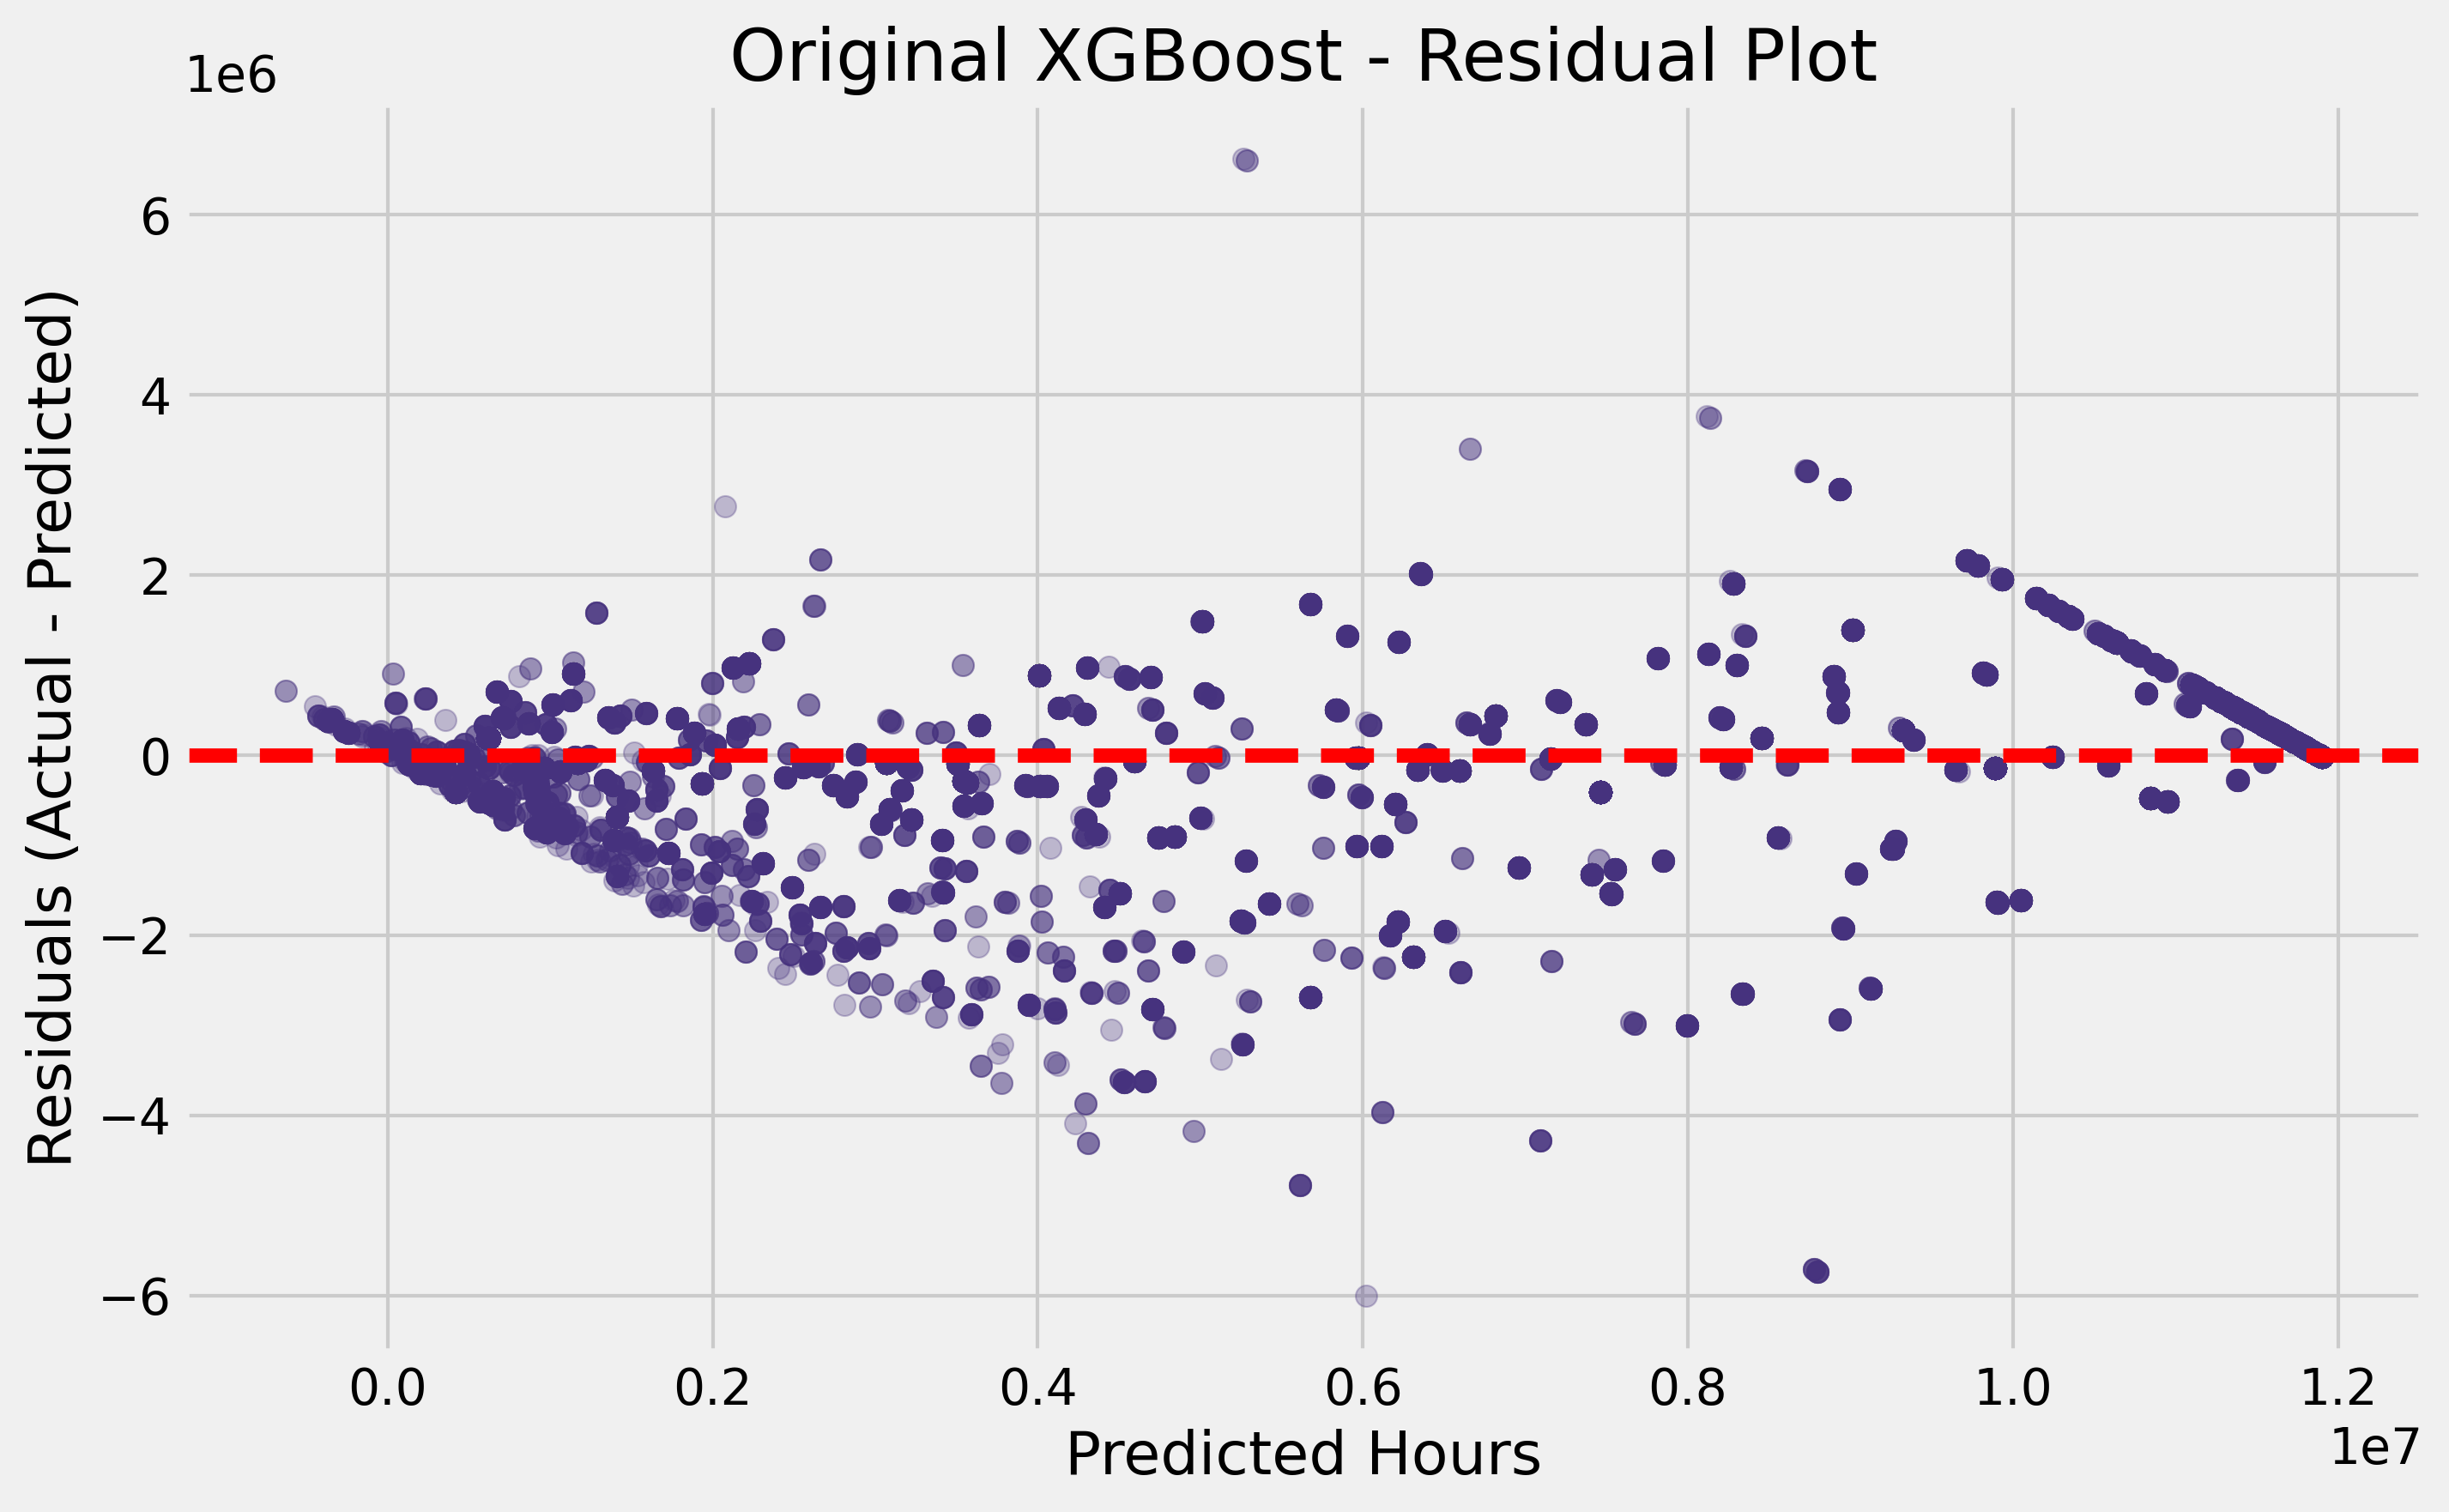 Original XGBoost - Residual Plot
1e6
6
4
2
0
−2
−4
−6
Residuals (Actual - Predicted)
0.0 0.2 0.4 0.6 0.8 1.0 1.2
1e7
Predicted Hours